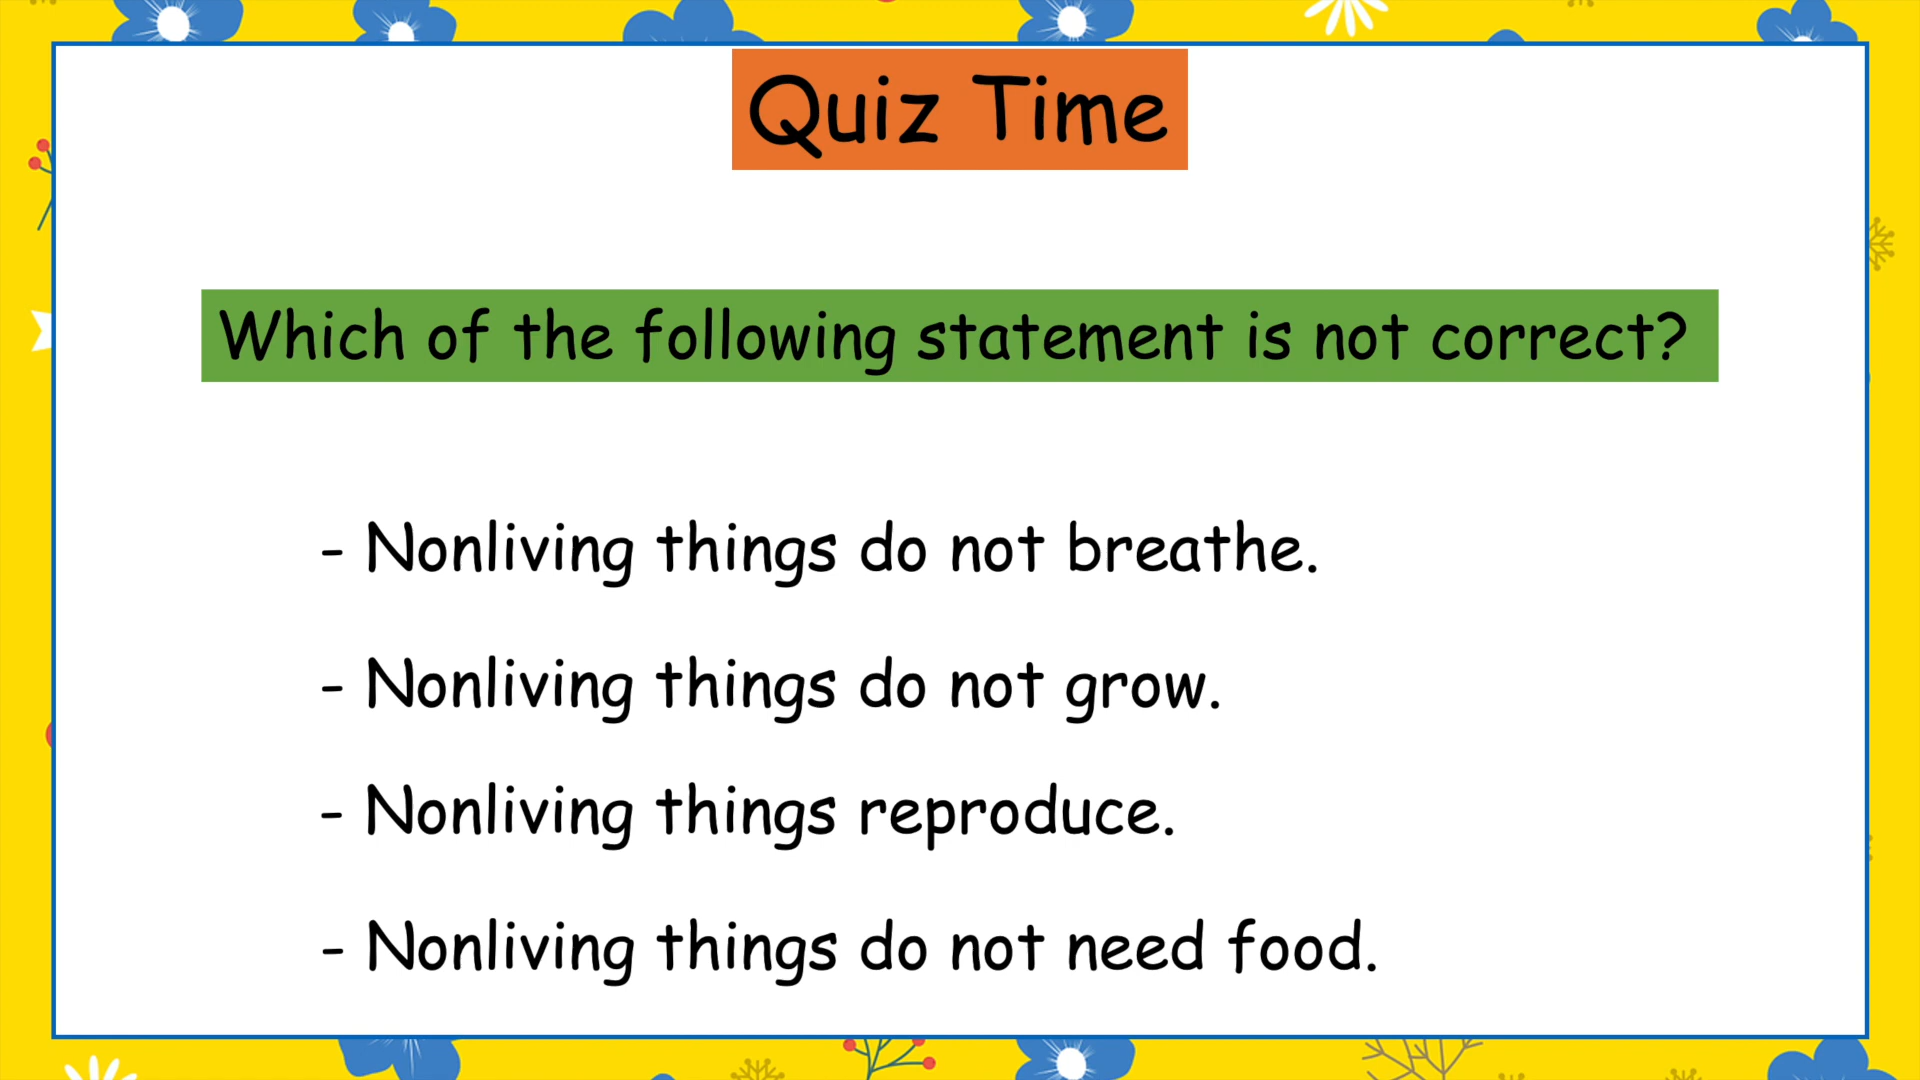 Quiz Time
Which of the following statement is not correct?
- Nonliving things do not breathe.
- Nonliving things do not grow.
- Nonliving things reproduce.
- Nonliving things do not need food.